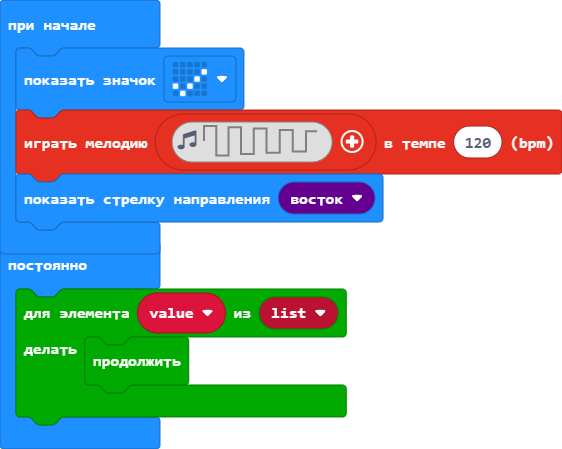 при начале
показать значок
играть мелодию в темпе 120 (bpm)
показать стрелку направления восток
постоянно
для элемента value из list
делать
продолжить